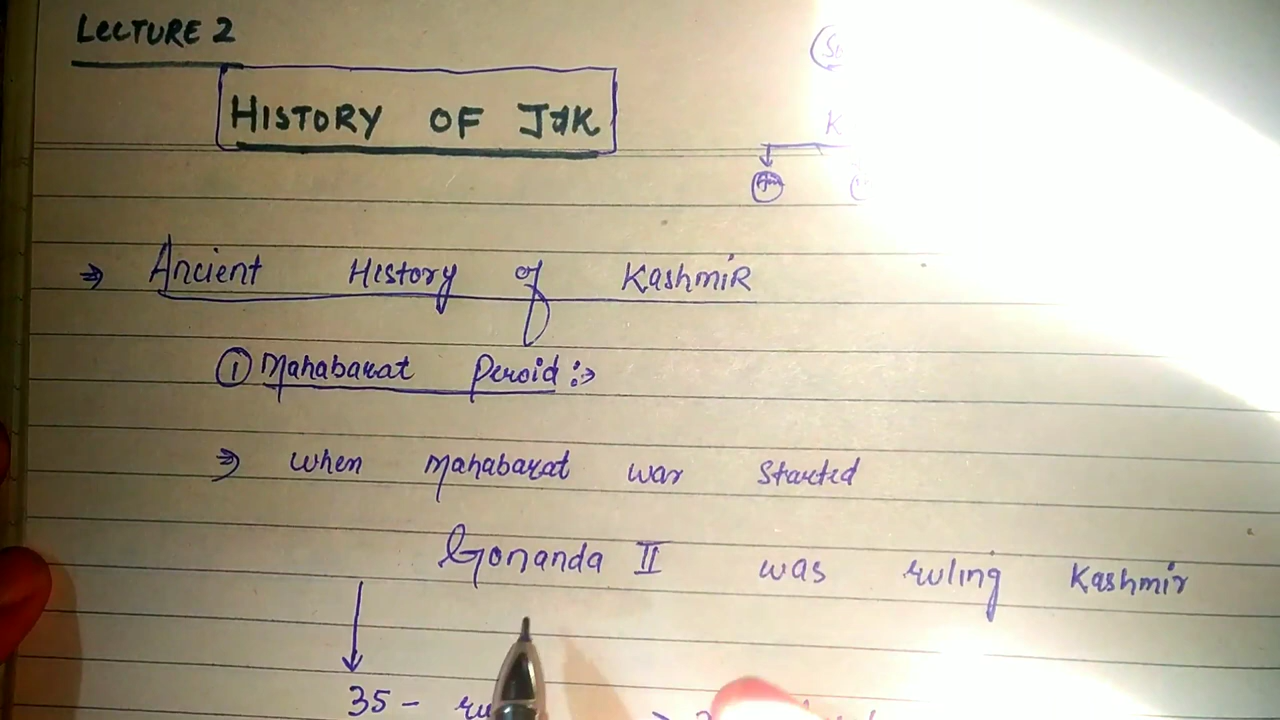 LECTURE 2
HISTORY OF J&K
K
⇒ Ancient History of Kashmir
① Mahabarat Peroid :→
⇒ when mahabarat war started
Gonanda II was ruling Kashmir
35 -